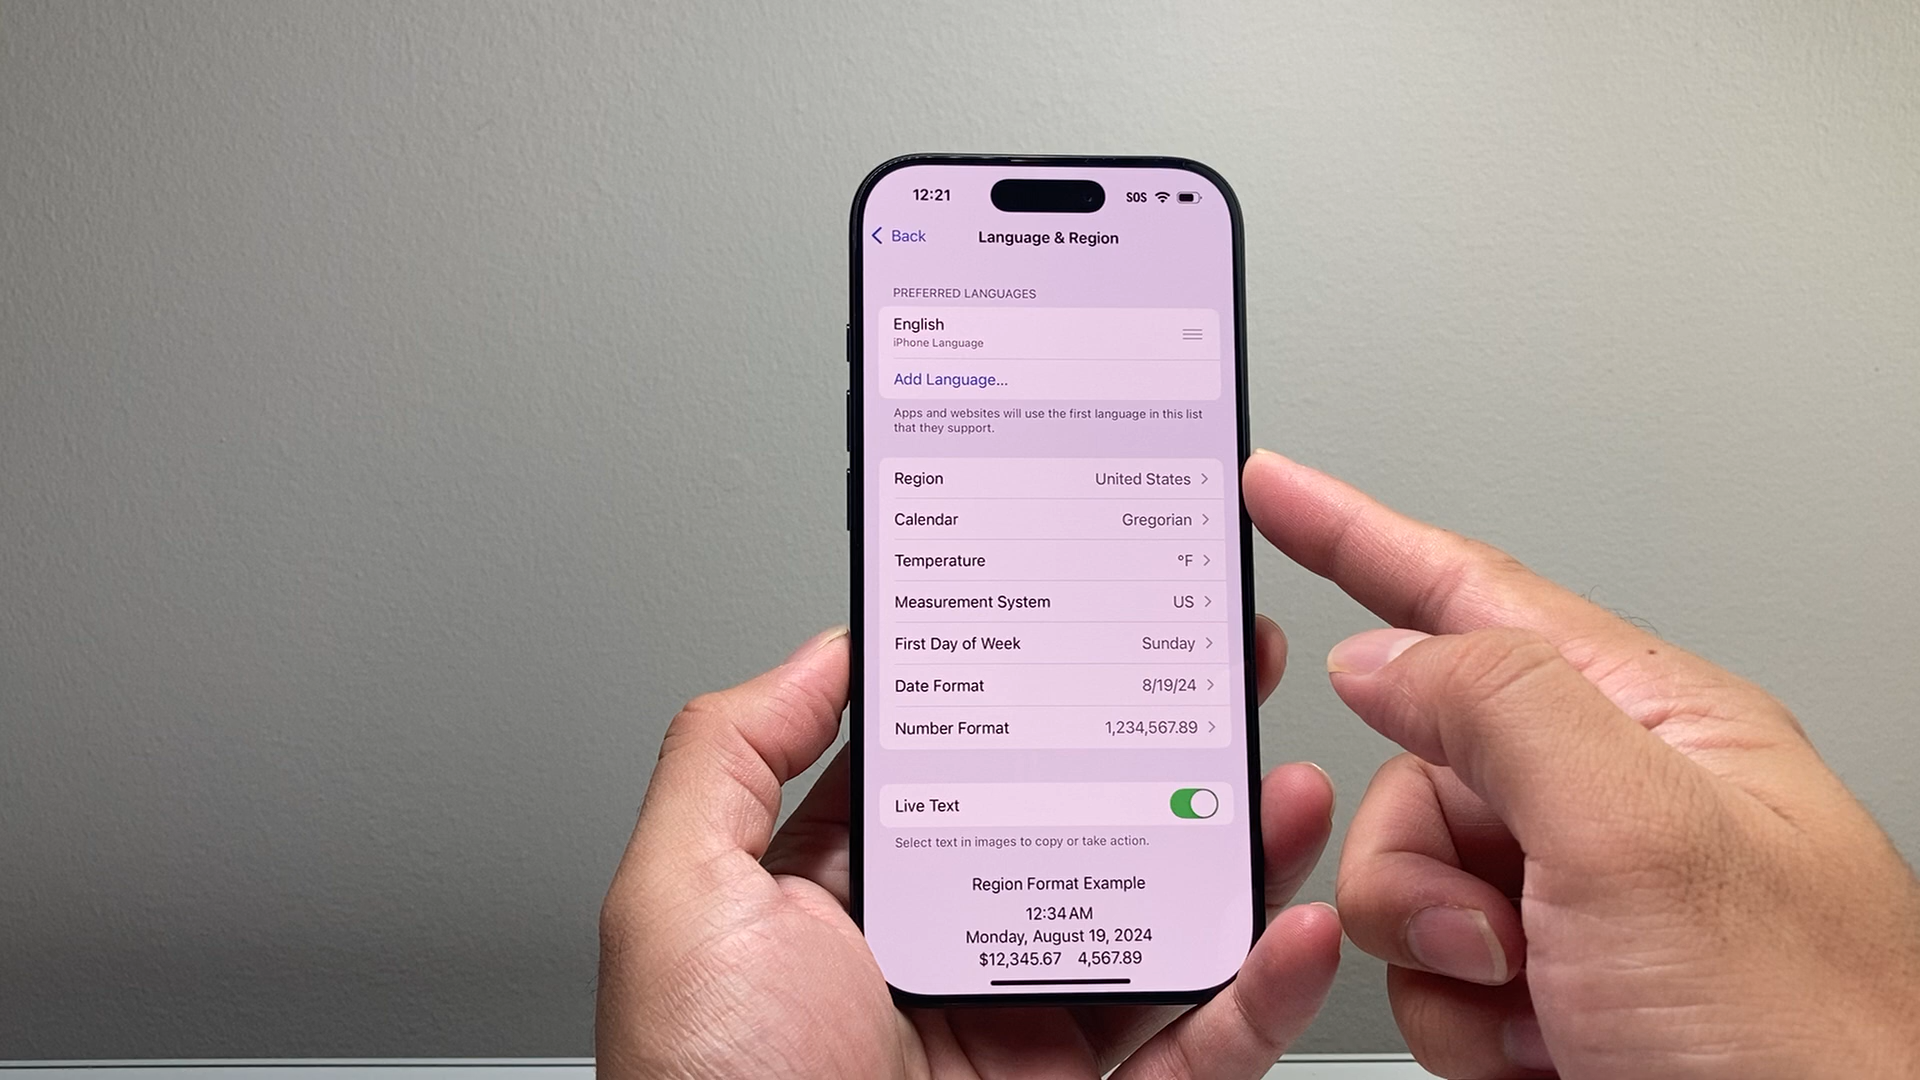 12:21 SOS
Back Language & Region
PREFERRED LANGUAGES
English
iPhone Language
Add Language...
Apps and websites will use the first language in this list
that they support.
Region United States
Calendar Gregorian
Temperature °F
Measurement System US
First Day of Week Sunday
Date Format 8/19/24
Number Format 1,234,567.89
Live Text
Select text in images to copy or take action.
Region Format Example
12:34 AM
Monday, August 19, 2024
$12,345.67 4,567.89